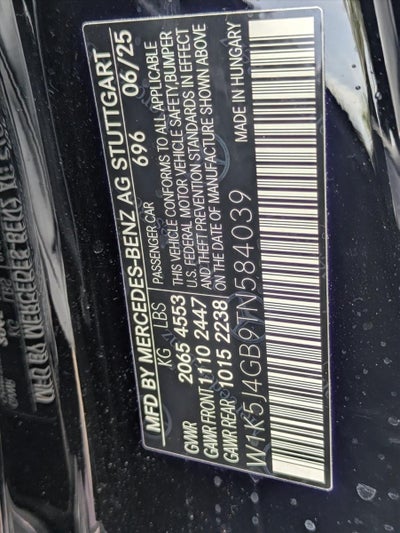 MFD BY MERCEDES-BENZ AG STUTTGART
696 06/25
KG LBS PASSENGER CAR
GVWR 2065 4553 THIS VEHICLE CONFORMS TO ALL APPLICABLE
GAWR FRONT 1110 2447 U.S. FEDERAL MOTOR VEHICLE SAFETY, BUMPER
GAWR REAR 1015 2238 AND THEFT PREVENTION STANDARDS IN EFFECT
ON THE DATE OF MANUFACTURE SHOWN ABOVE
W1K5J4GB9TN584039 MADE IN HUNGARY